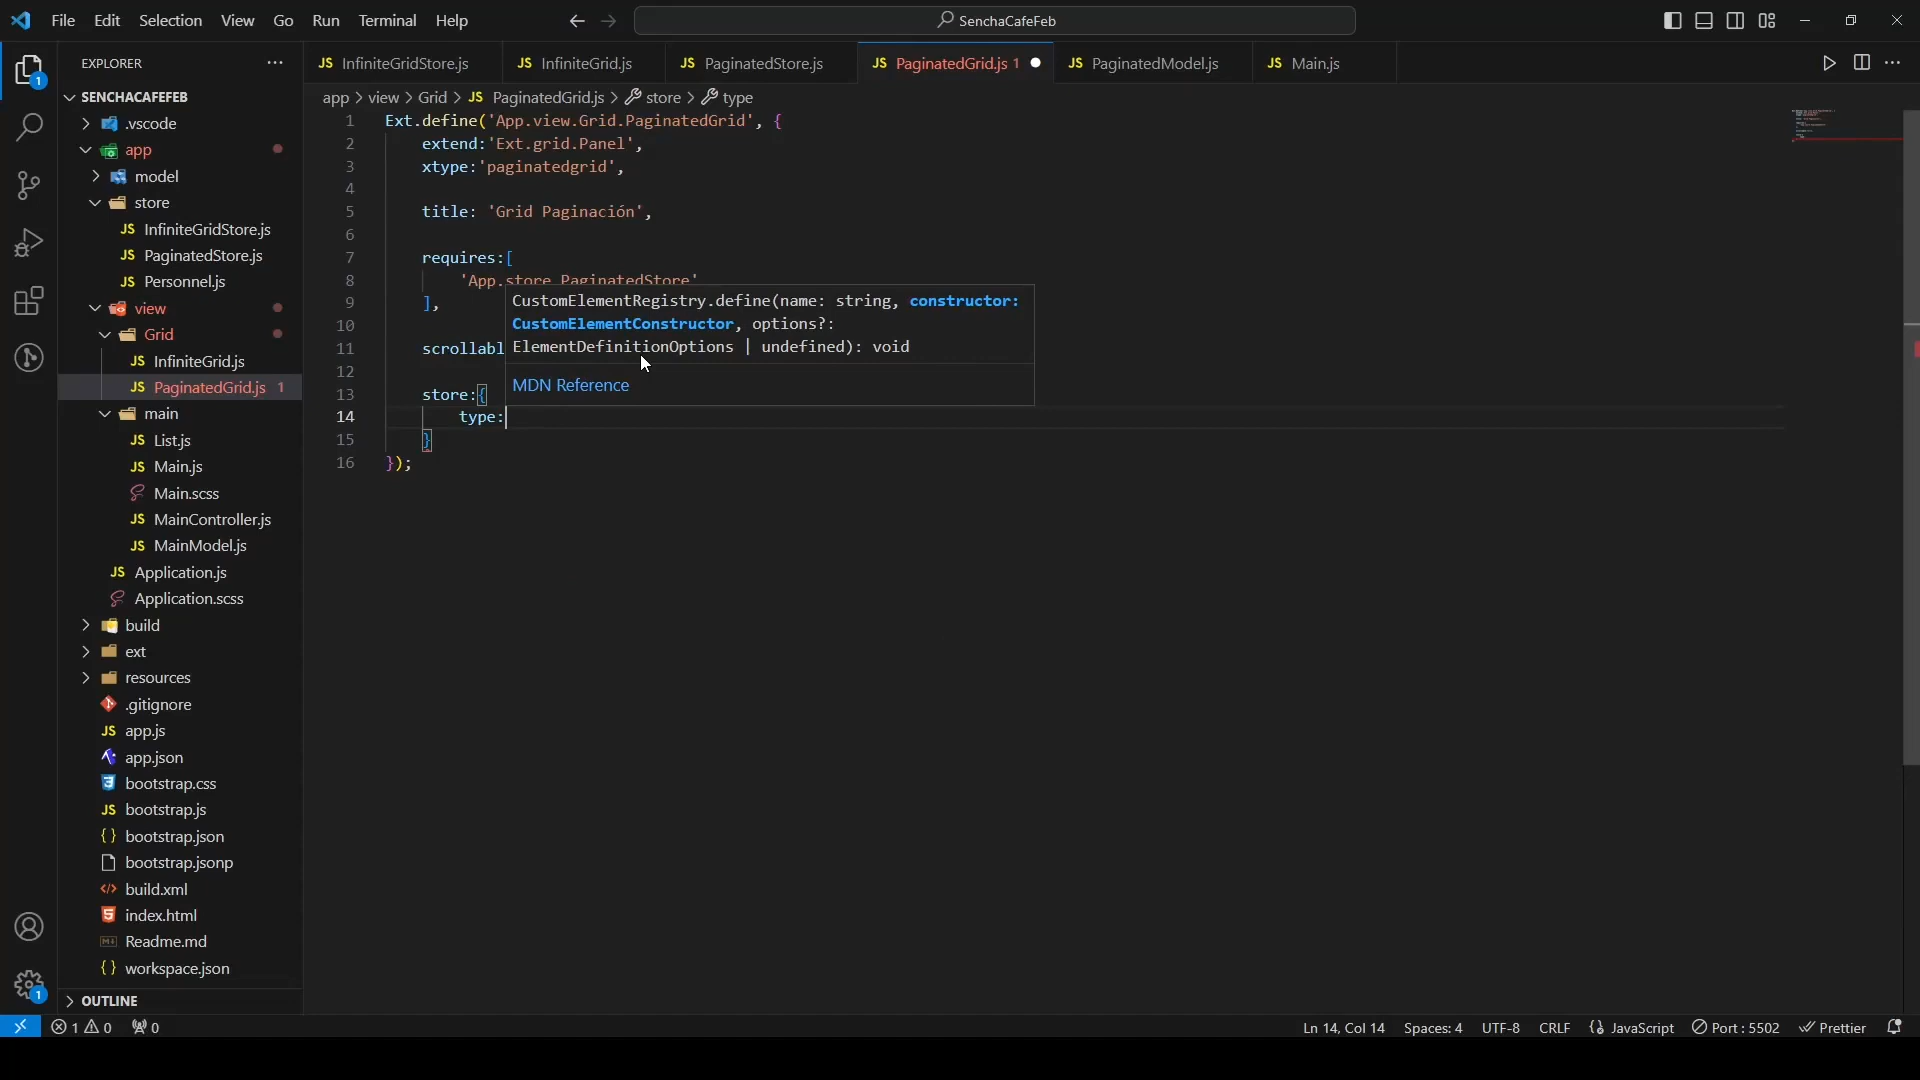 File Edit Selection View Go Run Terminal Help
SenchaCafeFeb
EXPLORER
SENCHACAFEFEB
.vscode
app
model
store
JS InfiniteGridStore.js
JS PaginatedStore.js
JS Personnel.js
view
Grid
JS InfiniteGrid.js
JS PaginatedGrid.js 1
main
JS List.js
JS Main.js
Main.scss
JS MainController.js
JS MainModel.js
JS Application.js
Application.scss
build
ext
resources
.gitignore
JS app.js
app.json
bootstrap.css
JS bootstrap.js
{} bootstrap.json
bootstrap.jsonp
build.xml
index.html
Readme.md
{} workspace.json
OUTLINE
1
1
JS InfiniteGridStore.js JS InfiniteGrid.js JS PaginatedStore.js JS PaginatedGrid.js 1 JS PaginatedModel.js JS Main.js
app > view > Grid > JS PaginatedGrid.js > store > type
1 Ext.define('App.view.Grid.PaginatedGrid', {
2 extend:'Ext.grid.Panel',
3 xtype:'paginatedgrid',
4
5 title: 'Grid Paginación',
6
7 requires:[
8 'App.store.PaginatedStore'
9 ],
10
11 scrollabl
12
13 store:{
14 type:
15 }
16 });
CustomElementRegistry.define(name: string, constructor:
CustomElementConstructor, options?:
ElementDefinitionOptions | undefined): void
MDN Reference
1 0 0
Ln 14, Col 14 Spaces: 4 UTF-8 CRLF {} JavaScript Port : 5502 Prettier